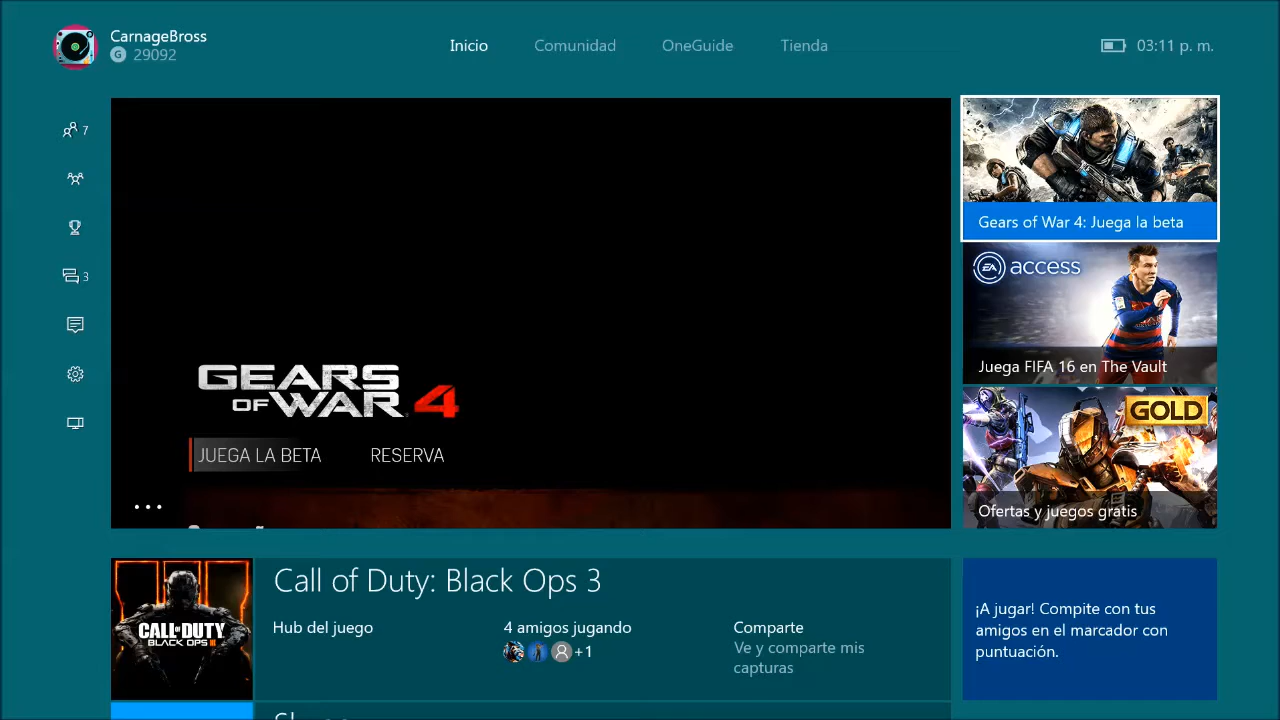 CarnageBross
G 29092
Inicio
Comunidad
OneGuide
Tienda
03:11 p. m.
7
3
GEARS
OF WAR 4
JUEGA LA BETA
RESERVA
Gears of War 4: Juega la beta
EA access
Juega FIFA 16 en The Vault
GOLD
Ofertas y juegos gratis
CALL OF DUTY
BLACK OPS III
Call of Duty: Black Ops 3
Hub del juego
4 amigos jugando
+1
Comparte
Ve y comparte mis
capturas
¡A jugar! Compite con tus
amigos en el marcador con
puntuación.